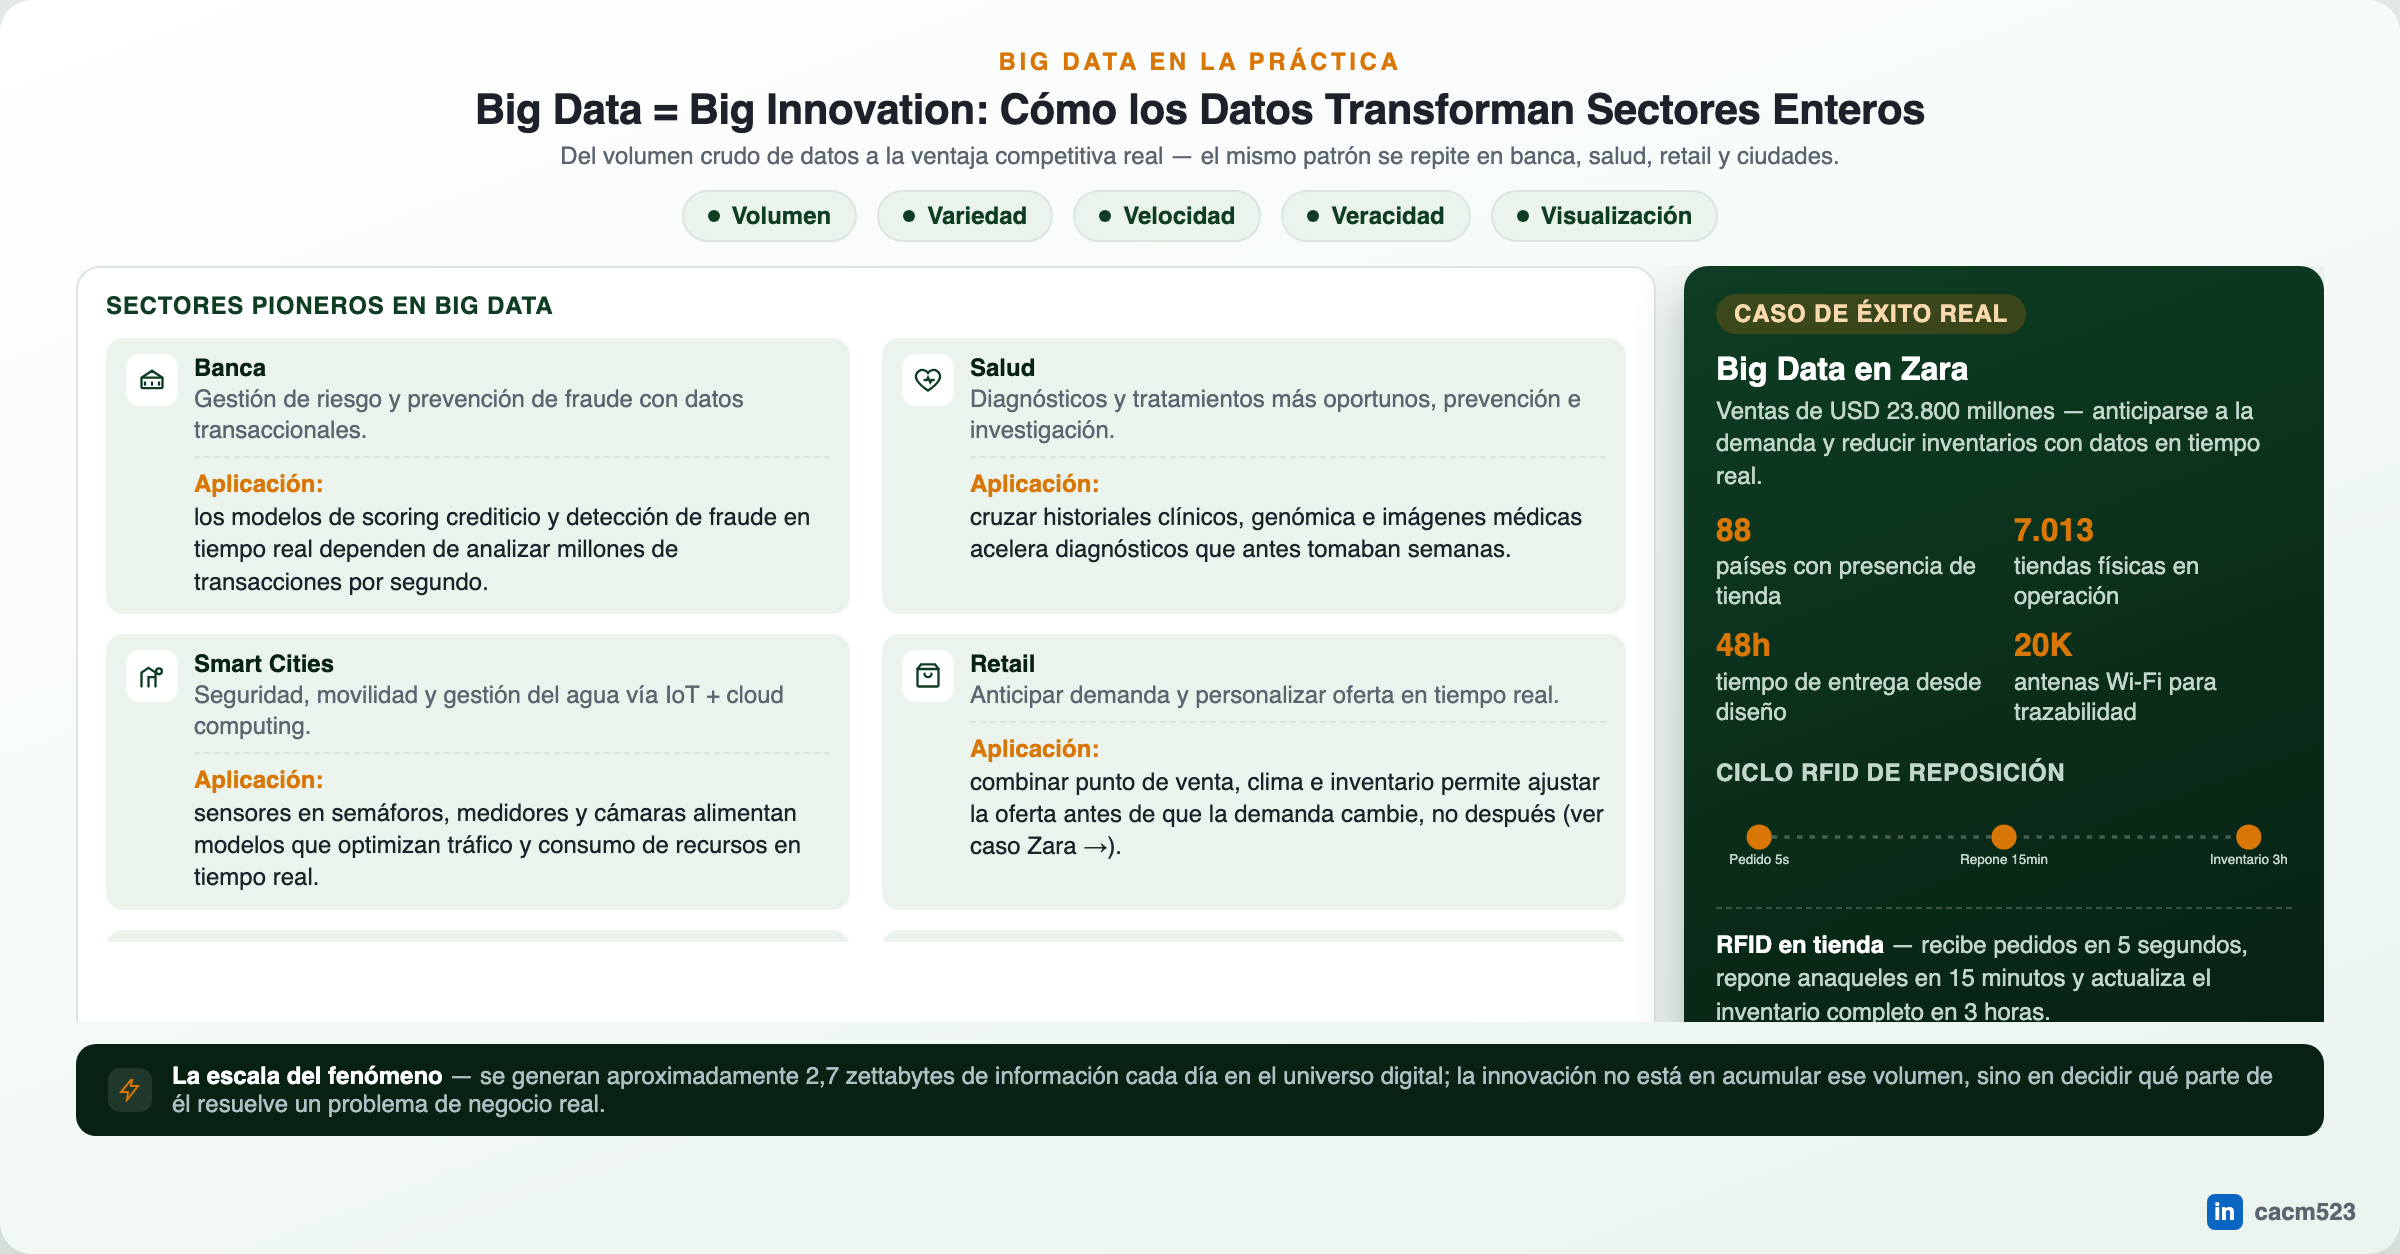 BIG DATA EN LA PRÁCTICA
Big Data = Big Innovation: Cómo los Datos Transforman Sectores Enteros
Del volumen crudo de datos a la ventaja competitiva real — el mismo patrón se repite en banca, salud, retail y ciudades.
• Volumen
• Variedad
• Velocidad
• Veracidad
• Visualización
SECTORES PIONEROS EN BIG DATA
Banca
Gestión de riesgo y prevención de fraude con datos
transaccionales.
Aplicación:
los modelos de scoring crediticio y detección de fraude en
tiempo real dependen de analizar millones de
transacciones por segundo.
Salud
Diagnósticos y tratamientos más oportunos, prevención e
investigación.
Aplicación:
cruzar historiales clínicos, genómica e imágenes médicas
acelera diagnósticos que antes tomaban semanas.
Smart Cities
Seguridad, movilidad y gestión del agua vía IoT + cloud
computing.
Aplicación:
sensores en semáforos, medidores y cámaras alimentan
modelos que optimizan tráfico y consumo de recursos en
tiempo real.
Retail
Anticipar demanda y personalizar oferta en tiempo real.
Aplicación:
combinar punto de venta, clima e inventario permite ajustar
la oferta antes de que la demanda cambie, no después (ver
caso Zara →).
CASO DE ÉXITO REAL
Big Data en Zara
Ventas de USD 23.800 millones — anticiparse a la
demanda y reducir inventarios con datos en tiempo
real.
88
países con presencia de
tienda
7.013
tiendas físicas en
operación
48h
tiempo de entrega desde
diseño
20K
antenas Wi-Fi para
trazabilidad
CICLO RFID DE REPOSICIÓN
Pedido 5s
Repone 15min
Inventario 3h
RFID en tienda — recibe pedidos en 5 segundos,
repone anaqueles en 15 minutos y actualiza el
inventario completo en 3 horas.
La escala del fenómeno — se generan aproximadamente 2,7 zettabytes de información cada día en el universo digital; la innovación no está en acumular ese volumen, sino en decidir qué parte de
él resuelve un problema de negocio real.
in cacm523